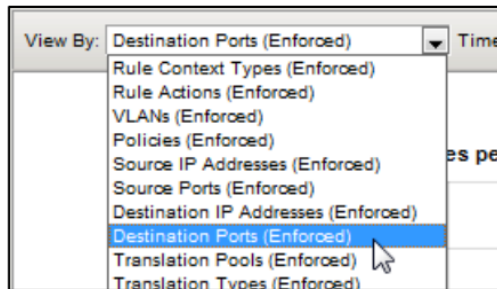 View By: Destination Ports (Enforced) Time
Rule Context Types (Enforced)
Rule Actions (Enforced)
VLANs (Enforced)
Policies (Enforced)
Source IP Addresses (Enforced)
es pe
Source Ports (Enforced)
Destination IP Addresses (Enforced)
Destination Ports (Enforced)
Translation Pools (Enforced)
Translation Types (Enforced)